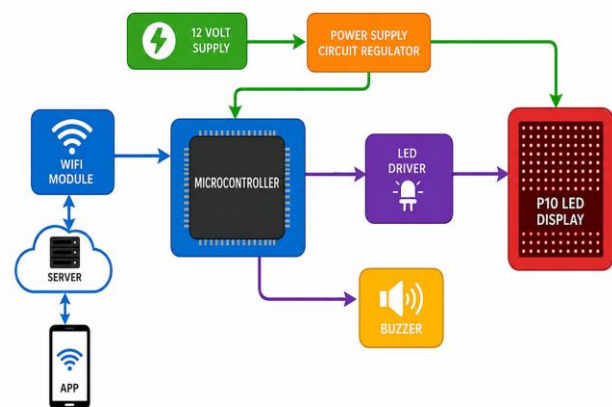 12 VOLT
SUPPLY
POWER SUPPLY
CIRCUIT REGULATOR
WIFI
MODULE
MICROCONTROLLER
LED
DRIVER
P10 LED
DISPLAY
SERVER
BUZZER
APP